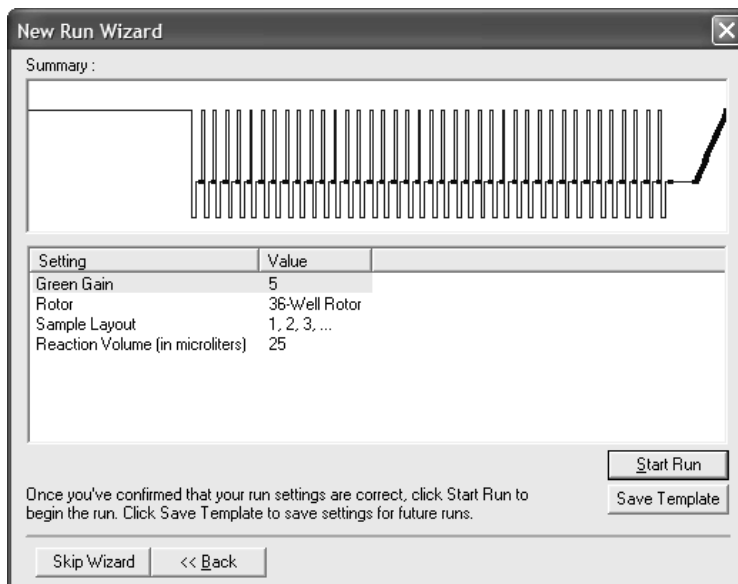 New Run Wizard
Summary :
Setting Value
Green Gain 5
Rotor 36-Well Rotor
Sample Layout 1, 2, 3, ...
Reaction Volume (in microliters) 25
Start Run
Once you've confirmed that your run settings are correct, click Start Run to
begin the run. Click Save Template to save settings for future runs.
Save Template
Skip Wizard
<< Back